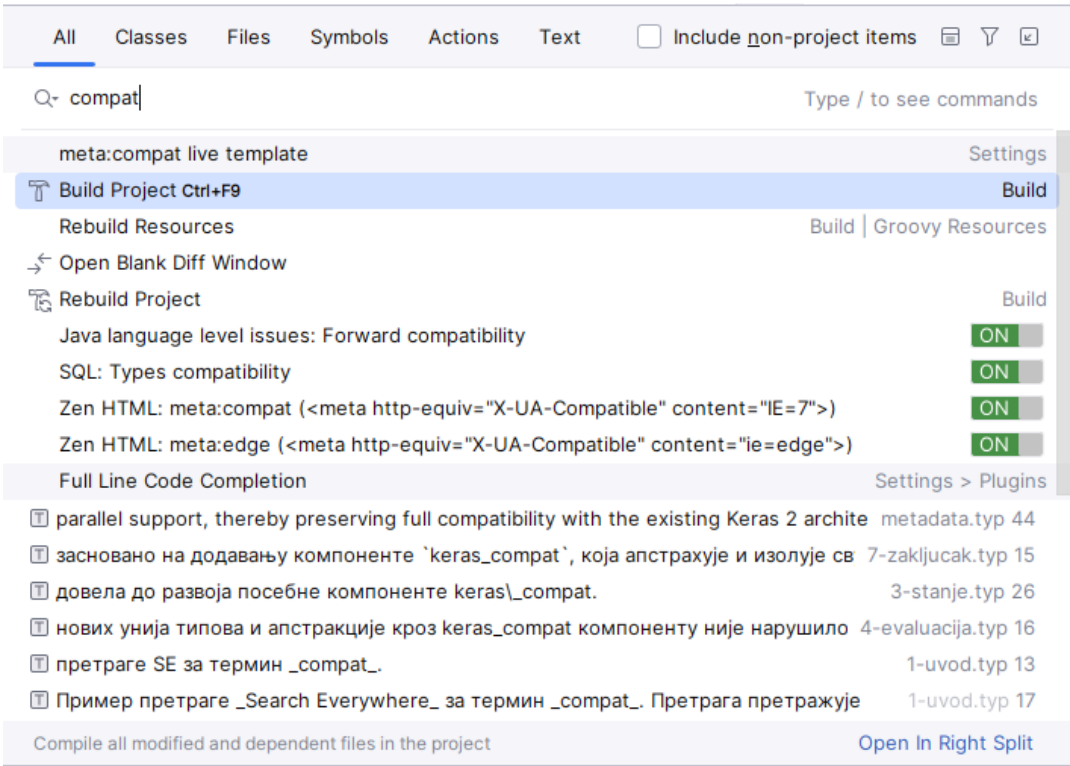 All Classes Files Symbols Actions Text Include non-project items
compat Type / to see commands
meta:compat live template Settings
Build Project Ctrl+F9 Build
Rebuild Resources Build | Groovy Resources
Open Blank Diff Window
Rebuild Project Build
Java language level issues: Forward compatibility ON
SQL: Types compatibility ON
Zen HTML: meta:compat (<meta http-equiv="X-UA-Compatible" content="IE=7">) ON
Zen HTML: meta:edge (<meta http-equiv="X-UA-Compatible" content="ie=edge">) ON
Full Line Code Completion Settings > Plugins
T parallel support, thereby preserving full compatibility with the existing Keras 2 archite metadata.typ 44
T засновано на додавању компоненте `keras_compat`, која апстрахује и изолује св 7-zakljucak.typ 15
T довела до развоја посебне компоненте keras\_compat. 3-stanje.typ 26
T нових унија типова и апстракције кроз keras_compat компоненту није нарушило 4-evaluacija.typ 16
T претраге SE за термин _compat_. 1-uvod.typ 13
T Пример претраге _Search Everywhere_ за термин _compat_. Претрага претражује 1-uvod.typ 17
Compile all modified and dependent files in the project Open In Right Split